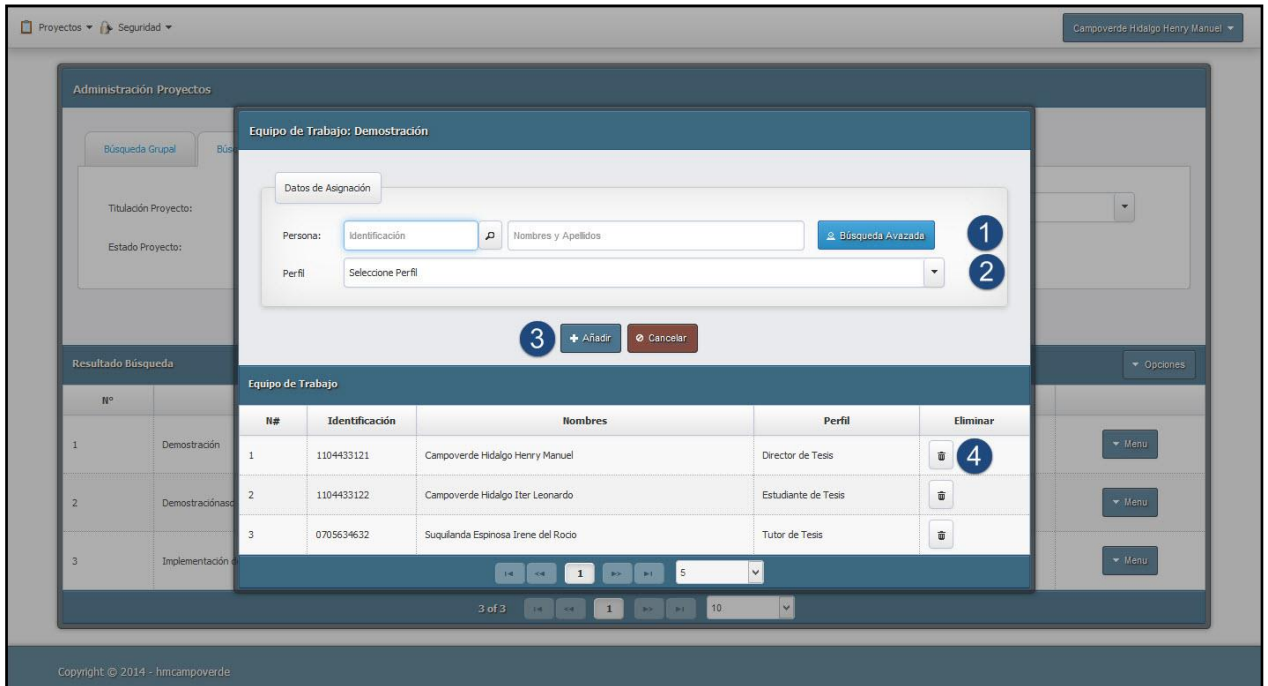 Proyectos Seguridad Campoverde Hidalgo Henry Manuel
Administración Proyectos
Equipo de Trabajo: Demostración
Búsqueda Grupal Bús
Datos de Asignación
Titulación Proyecto:
Persona: Identificación Nombres y Apellidos Búsqueda Avazada 1
Estado Proyecto:
Perfil Seleccione Perfil 2
3 Añadir Cancelar
Resultado Búsqueda Opciones
Equipo de Trabajo
Nº
N# Identificación Nombres Perfil Eliminar
1 Demostración Menu
1 1104433121 Campoverde Hidalgo Henry Manuel Director de Tesis 4
2 1104433122 Campoverde Hidalgo Iter Leonardo Estudiante de Tesis
2 Demostraciónasd Menu
3 0705634632 Suquilanda Espinosa Irene del Rocio Tutor de Tesis
3 Implementación d Menu
1 5
3 of 3 1 10
Copyright © 2014 - hmcampoverde